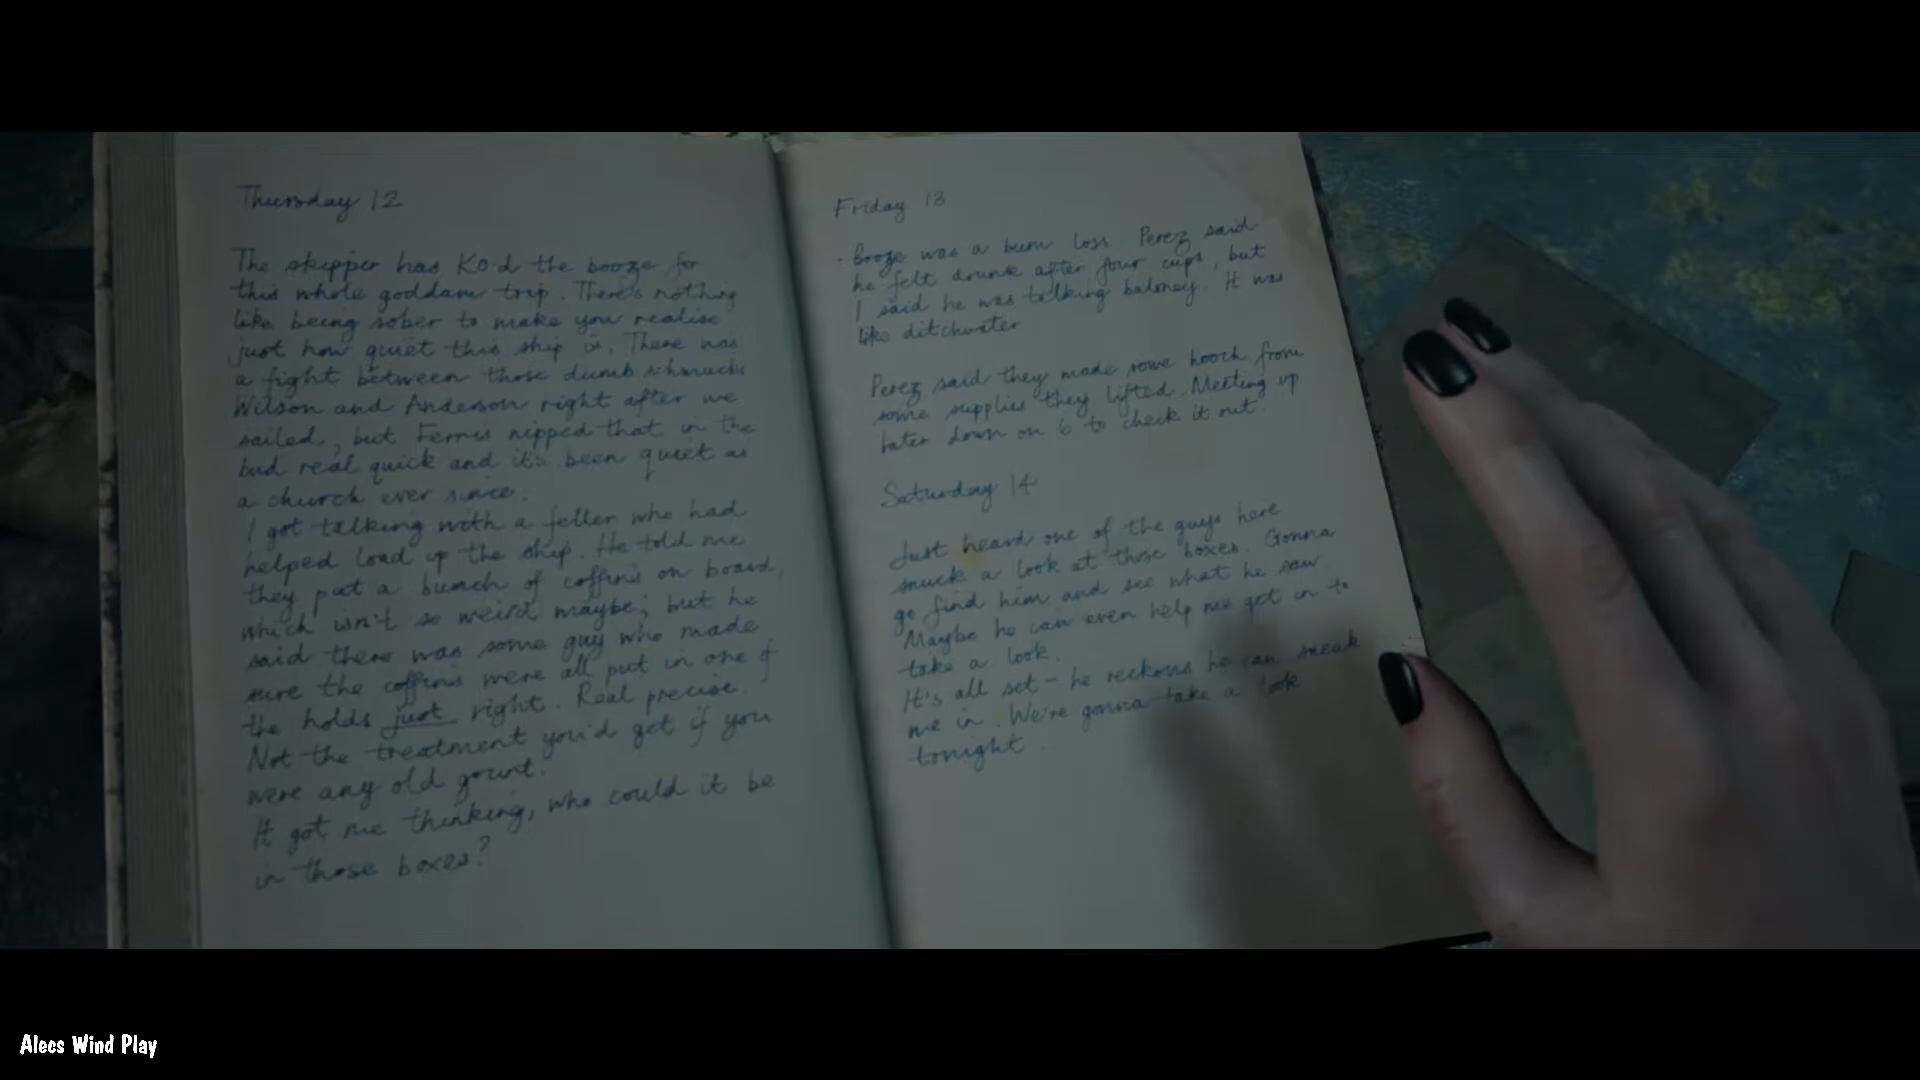 Thursday 12
The skipper has KO'd the booze for
this whole goddam trip. There's nothing
like being sober to make you realise
just how quiet this ship is. There was
a fight between those dumb schmucks
Wilson and Anderson right after we
sailed, but Ferris nipped that in the
bud real quick and it's been quiet as
a church ever since.
I got talking with a feller who had
helped load up the ship. He told me
they put a bunch of coffins on board,
which isn't so weird maybe; but he
said there was some guy who made
sure the coffins were all put in one of
the holds just right. Real precise.
Not the treatment you'd get if you
were any old grunt.
It got me thinking, who could it be
in those boxes?
Friday 13
Booze was a bum loss. Perez said
he felt drunk after four cups, but
I said he was talking baloney. It was
like ditchwater
Perez said they made some hooch from
some supplies they lifted. Meeting up
later down on 6 to check it out.
Saturday 14
Just heard one of the guys here
snuck a look at those boxes. Gonna
go find him and see what he saw.
Maybe he can even help me get in to
take a look.
It's all set - he reckons he can sneak
me in. We're gonna take a look
tonight.
Alecs Wind Play